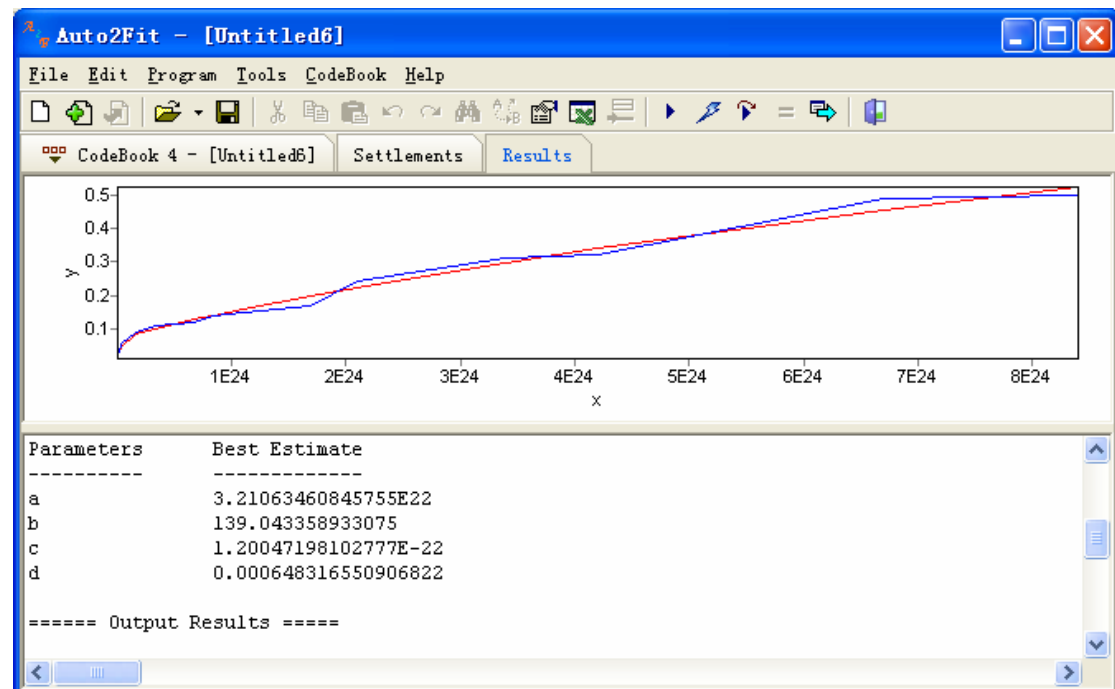 Auto2Fit - [Untitled6]
File Edit Program Tools CodeBook Help
CodeBook 4 - [Untitled6] Settlements Results
0.5
0.4
0.3
0.2
0.1
y
1E24 2E24 3E24 4E24 5E24 6E24 7E24 8E24
x
Parameters Best Estimate
---------- -------------
a 3.21063460845755E22
b 139.043358933075
c 1.20047198102777E-22
d 0.000648316550906822
====== Output Results =====